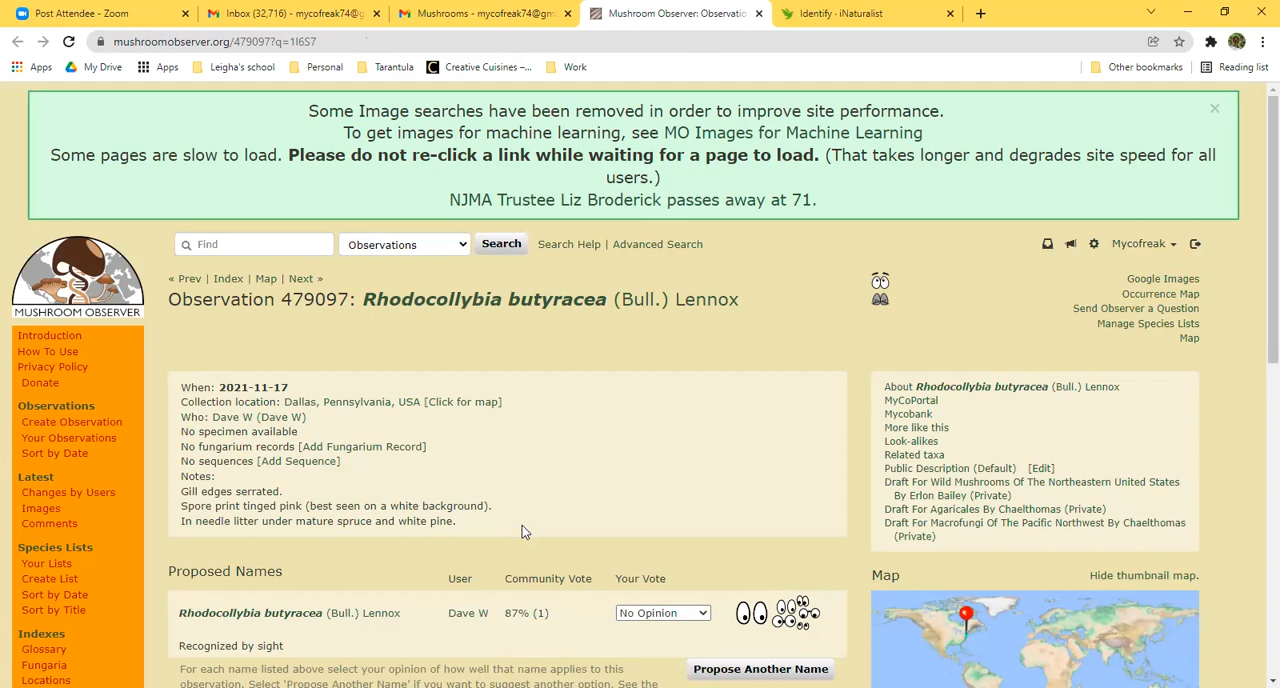 Post Attendee - Zoom
Inbox (32,716) - mycofreak74@g
Mushrooms - mycofreak74@gm
Mushroom Observer: Observatio
Identify · iNaturalist
mushroomobserver.org/479097?q=1I6S7
Apps
My Drive
Apps
Leigha's school
Personal
Tarantula
Creative Cuisines –...
Work
Other bookmarks
Reading list
Some Image searches have been removed in order to improve site performance.
To get images for machine learning, see MO Images for Machine Learning
Some pages are slow to load. Please do not re-click a link while waiting for a page to load. (That takes longer and degrades site speed for all
users.)
NJMA Trustee Liz Broderick passes away at 71.
Find
Observations
Search
Search Help | Advanced Search
Mycofreak
MUSHROOM OBSERVER
« Prev | Index | Map | Next »
Observation 479097: Rhodocollybia butyracea (Bull.) Lennox
Google Images
Occurrence Map
Send Observer a Question
Manage Species Lists
Map
Introduction
How To Use
Privacy Policy
Donate
Observations
Create Observation
Your Observations
Sort by Date
Latest
Changes by Users
Images
Comments
Species Lists
Your Lists
Create List
Sort by Date
Sort by Title
Indexes
Glossary
Fungaria
Locations
When: 2021-11-17
Collection location: Dallas, Pennsylvania, USA [Click for map]
Who: Dave W (Dave W)
No specimen available
No fungarium records [Add Fungarium Record]
No sequences [Add Sequence]
Notes:
Gill edges serrated.
Spore print tinged pink (best seen on a white background).
In needle litter under mature spruce and white pine.
About Rhodocollybia butyracea (Bull.) Lennox
MyCoPortal
Mycobank
More like this
Look-alikes
Related taxa
Public Description (Default) [Edit]
Draft For Wild Mushrooms Of The Northeastern United States
By Erlon Bailey (Private)
Draft For Agaricales By Chaelthomas (Private)
Draft For Macrofungi Of The Pacific Northwest By Chaelthomas
(Private)
Proposed Names
User
Community Vote
Your Vote
Rhodocollybia butyracea (Bull.) Lennox
Dave W
87% (1)
No Opinion
Recognized by sight
For each name listed above select your opinion of how well that name applies to this
observation. Select 'Propose Another Name' if you want to suggest another option. See the
Propose Another Name
Map
Hide thumbnail map.